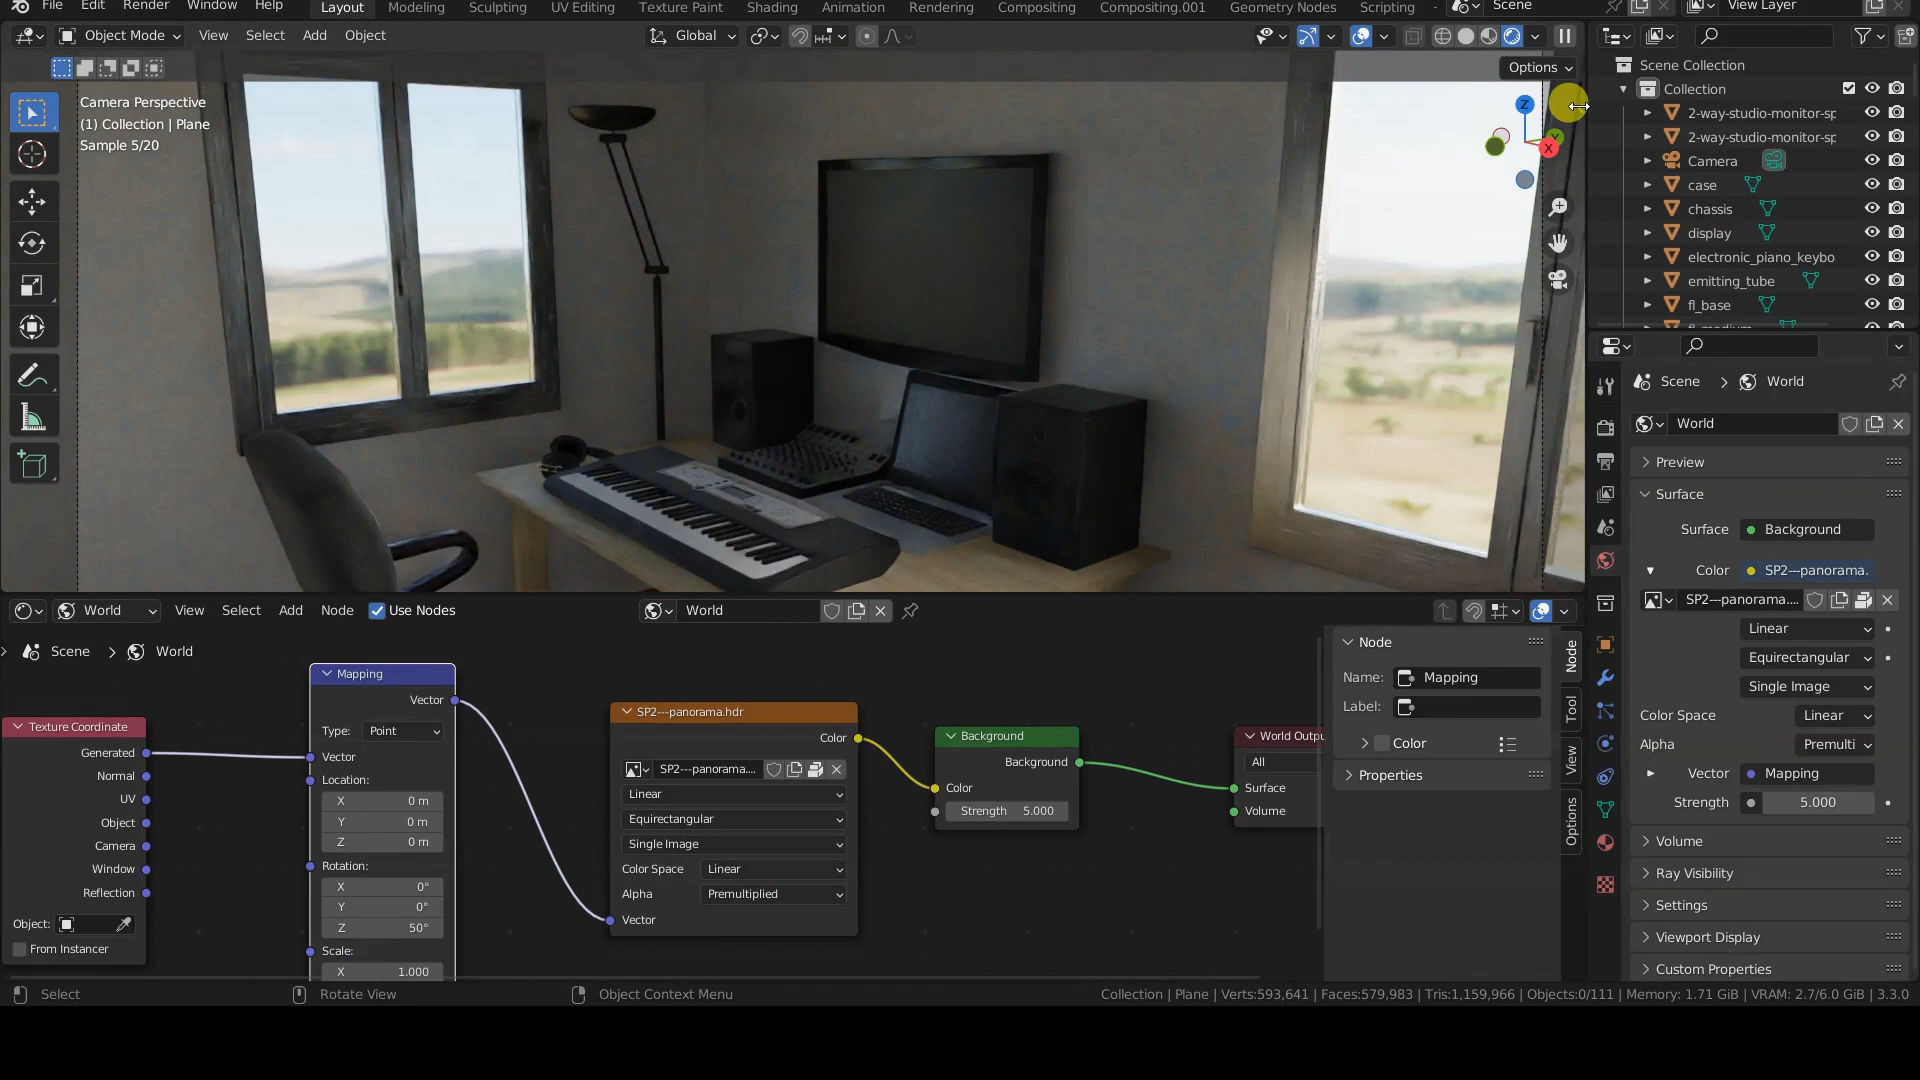 File Edit Render Window Help Layout Modeling Sculpting UV Editing Texture Paint Shading Animation Rendering Compositing Compositing.001 Geometry Nodes Scripting Scene View Layer
Object Mode View Select Add Object Global
Options
Camera Perspective
(1) Collection | Plane
Sample 5/20
Z
Y
X
Scene Collection
Collection
2-way-studio-monitor-sp
2-way-studio-monitor-sp
Camera
case
chassis
display
electronic_piano_keybo
emitting_tube
fl_base
Scene > World
World
Preview
Surface
Surface Background
Color SP2---panorama.
SP2---panorama....
Linear
Equirectangular
Single Image
Color Space Linear
Alpha Premulti
Vector Mapping
Strength 5.000
Volume
Ray Visibility
Settings
Viewport Display
Custom Properties
World View Select Add Node Use Nodes World
Scene > World
Texture Coordinate
Generated
Normal
UV
Object
Camera
Window
Reflection
Object:
From Instancer
Mapping
Vector
Type: Point
Vector
Location:
X 0 m
Y 0 m
Z 0 m
Rotation:
X 0°
Y 0°
Z 50°
Scale:
X 1.000
SP2---panorama.hdr
Color
SP2---panorama....
Linear
Equirectangular
Single Image
Color Space Linear
Alpha Premultiplied
Vector
Background
Background
Color
Strength 5.000
World Outpu
All
Surface
Volume
Node
Name: Mapping
Label:
Color
Properties
Node
Tool
View
Options
Select Rotate View Object Context Menu Collection | Plane | Verts:593,641 | Faces:579,983 | Tris:1,159,966 | Objects:0/111 | Memory: 1.71 GiB | VRAM: 2.7/6.0 GiB | 3.3.0